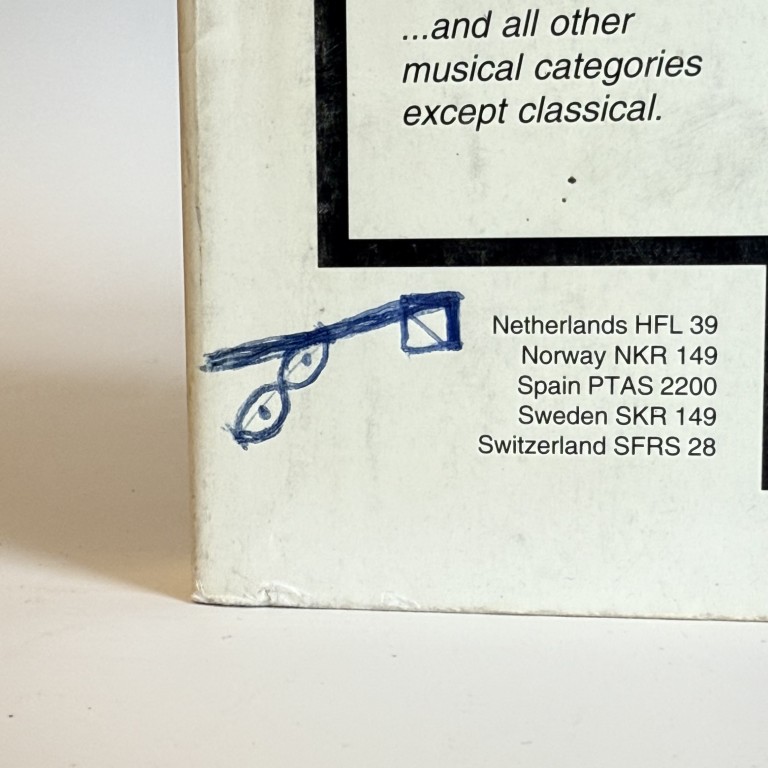 ...and all other
musical categories
except classical.
Netherlands HFL 39
Norway NKR 149
Spain PTAS 2200
Sweden SKR 149
Switzerland SFRS 28